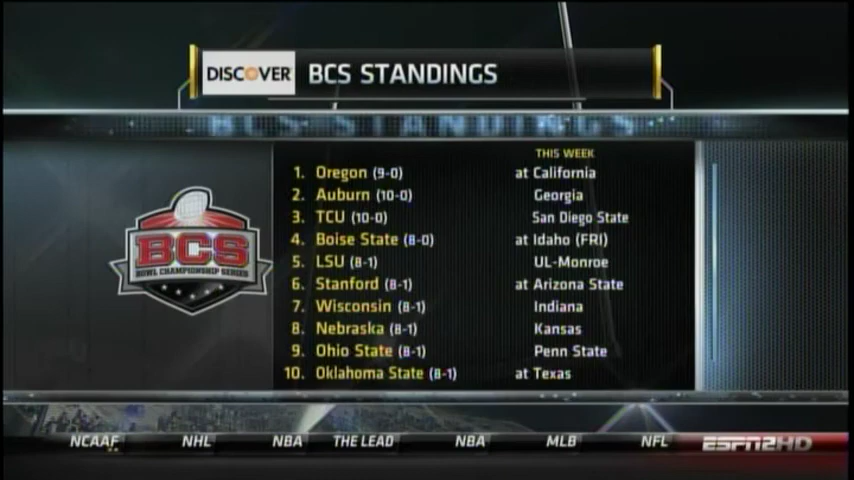 DISCOVER BCS STANDINGS
BCS STANDINGS
THIS WEEK
1. Oregon (9-0) at California
2. Auburn (10-0) Georgia
3. TCU (10-0) San Diego State
4. Boise State (8-0) at Idaho (FRI)
5. LSU (8-1) UL-Monroe
6. Stanford (8-1) at Arizona State
7. Wisconsin (8-1) Indiana
8. Nebraska (8-1) Kansas
9. Ohio State (8-1) Penn State
10. Oklahoma State (8-1) at Texas
BCS
BOWL CHAMPIONSHIP SERIES
NCAAF NHL NBA THE LEAD NBA MLB NFL ESPN2HD